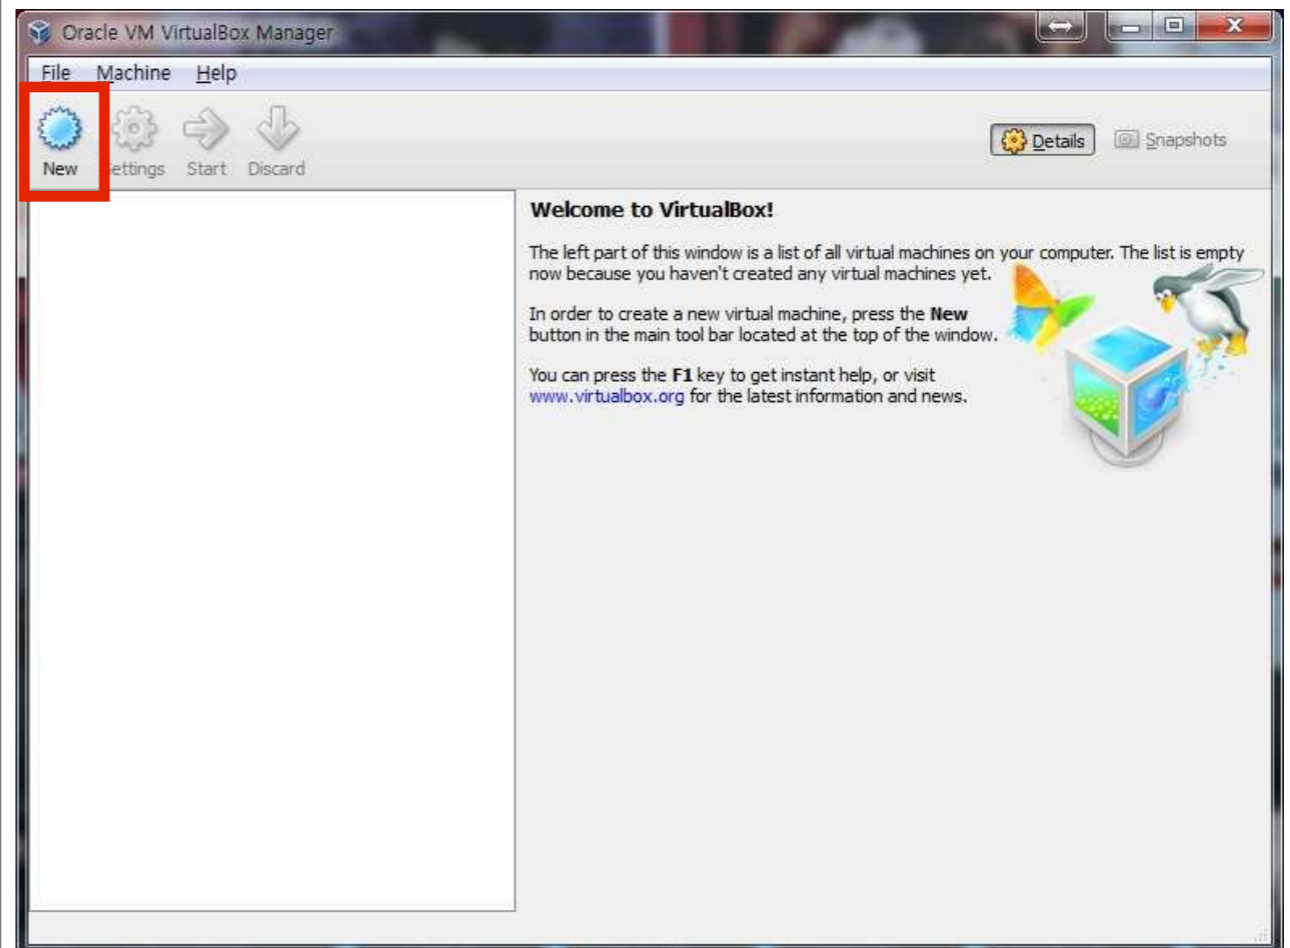 Oracle VM VirtualBox Manager
File Machine Help
New ettings Start Discard
Details Snapshots
Welcome to VirtualBox!
The left part of this window is a list of all virtual machines on your computer. The list is empty
now because you haven't created any virtual machines yet.
In order to create a new virtual machine, press the New
button in the main tool bar located at the top of the window.
You can press the F1 key to get instant help, or visit
www.virtualbox.org for the latest information and news.